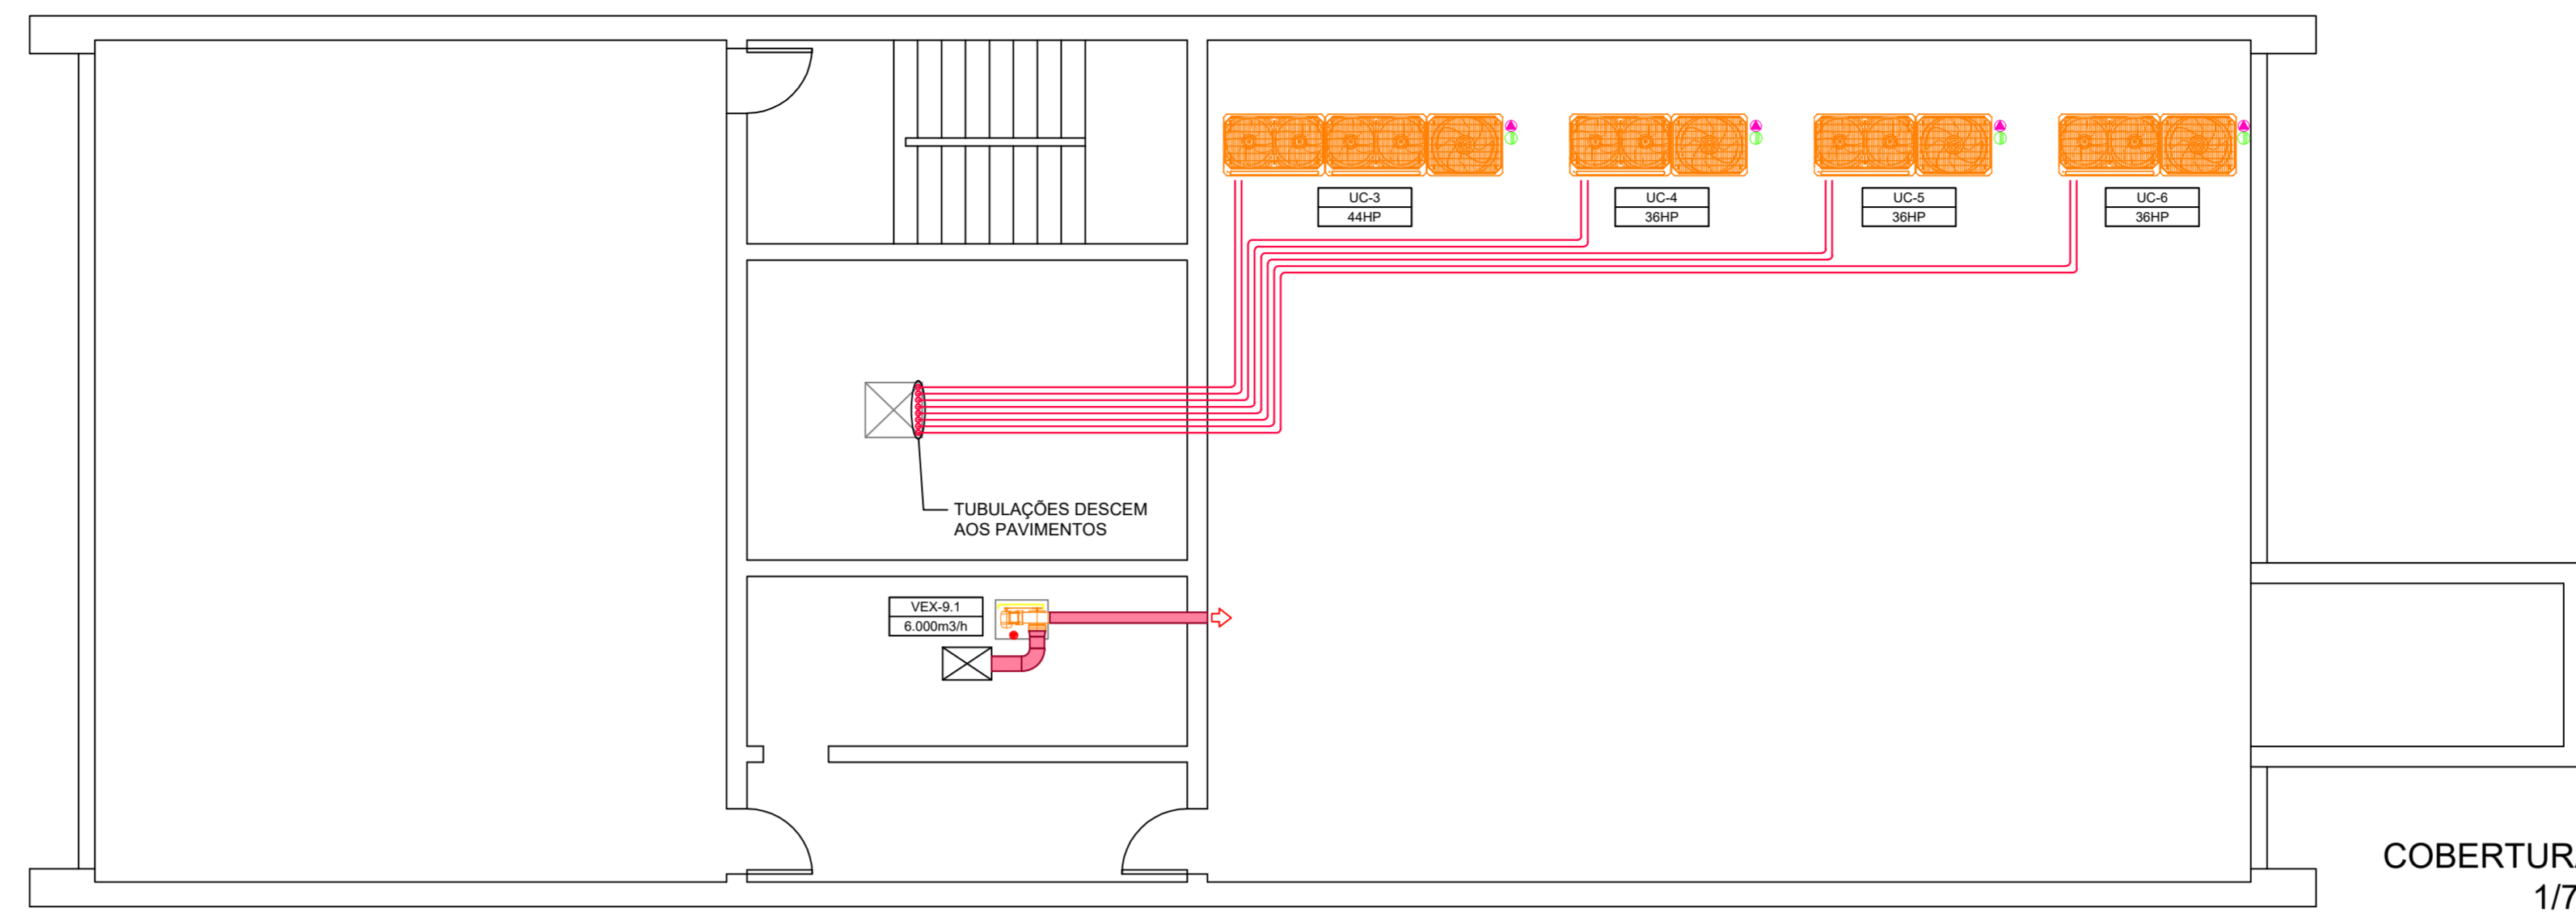 UC-3
44HP
UC-4
36HP
UC-5
36HP
UC-6
36HP
TUBULAÇÕES DESCEM
AOS PAVIMENTOS
VEX-9.1
6.000m3/h
COBERTURA
1/7